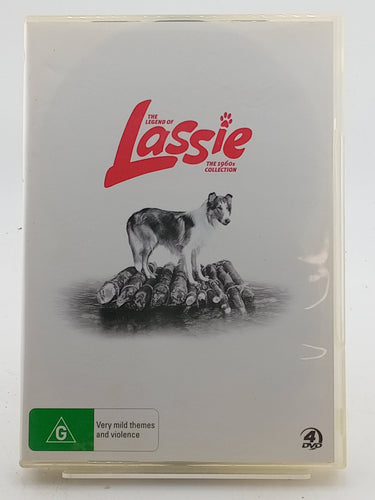 THE
LEGEND OF
Lassie
THE 1960s
COLLECTION
G
Very mild themes
and violence
4
DVD